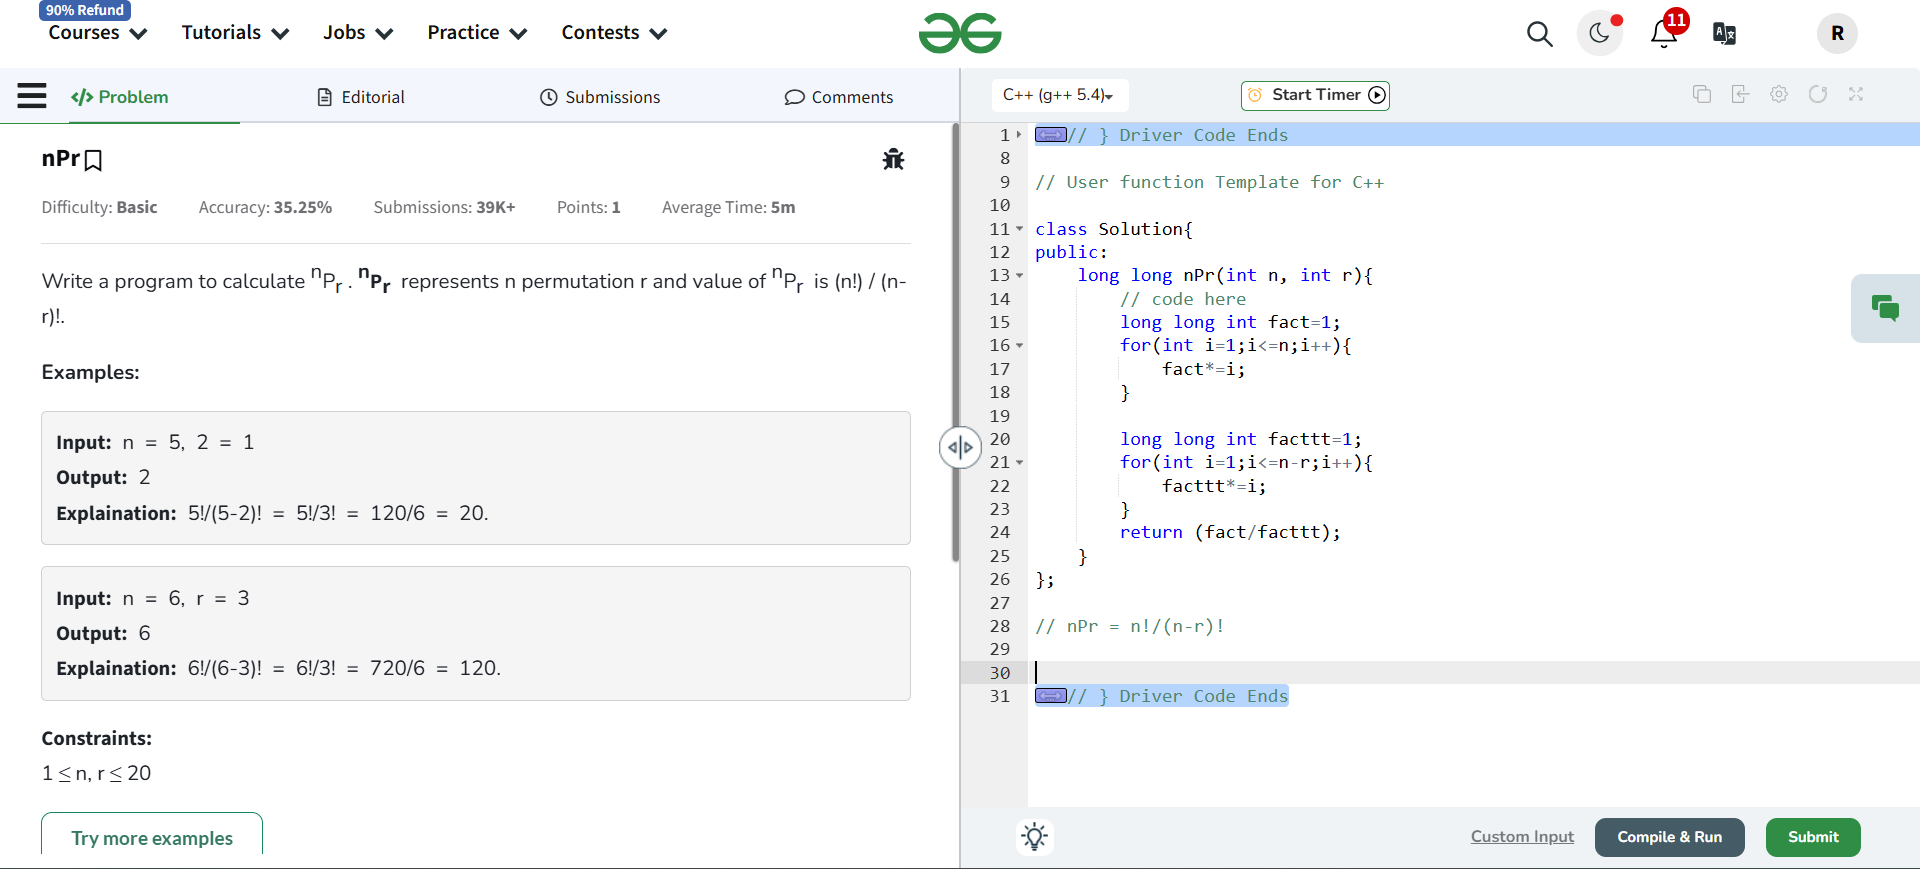 90% Refund
Courses Tutorials Jobs Practice Contests
11
R
Problem Editorial Submissions Comments
C++ (g++ 5.4) Start Timer
nPr
Difficulty: Basic Accuracy: 35.25% Submissions: 39K+ Points: 1 Average Time: 5m
Write a program to calculate nPr . nPr represents n permutation r and value of nPr is (n!) / (n-
r)!.
Examples:
Input: n = 5, 2 = 1
Output: 2
Explaination: 5!/(5-2)! = 5!/3! = 120/6 = 20.
Input: n = 6, r = 3
Output: 6
Explaination: 6!/(6-3)! = 6!/3! = 720/6 = 120.
Constraints:
1 ≤ n, r ≤ 20
Try more examples
1 // } Driver Code Ends
8
9 // User function Template for C++
10
11 class Solution{
12 public:
13 long long nPr(int n, int r){
14 // code here
15 long long int fact=1;
16 for(int i=1;i<=n;i++){
17 fact*=i;
18 }
19
20 long long int facttt=1;
21 for(int i=1;i<=n-r;i++){
22 facttt*=i;
23 }
24 return (fact/facttt);
25 }
26 };
27
28 // nPr = n!/(n-r)!
29
30
31 // } Driver Code Ends
Custom Input Compile & Run Submit